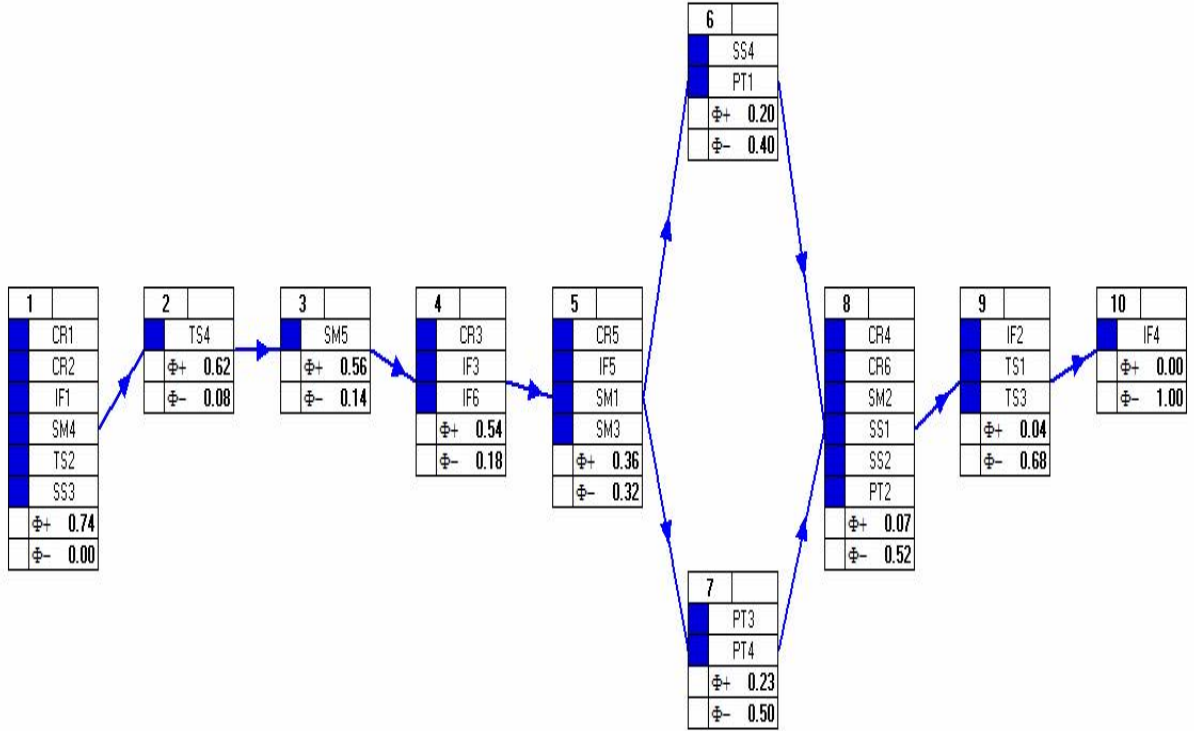 1
CR1
CR2
IF1
SM4
TS2
SS3
Φ+ 0.74
Φ- 0.00
2
TS4
Φ+ 0.62
Φ- 0.08
3
SM5
Φ+ 0.56
Φ- 0.14
4
CR3
IF3
IF6
Φ+ 0.54
Φ- 0.18
5
CR5
IF5
SM1
SM3
Φ+ 0.36
Φ- 0.32
6
SS4
PT1
Φ+ 0.20
Φ- 0.40
7
PT3
PT4
Φ+ 0.23
Φ- 0.50
8
CR4
CR6
SM2
SS1
SS2
PT2
Φ+ 0.07
Φ- 0.52
9
IF2
TS1
TS3
Φ+ 0.04
Φ- 0.68
10
IF4
Φ+ 0.00
Φ- 1.00